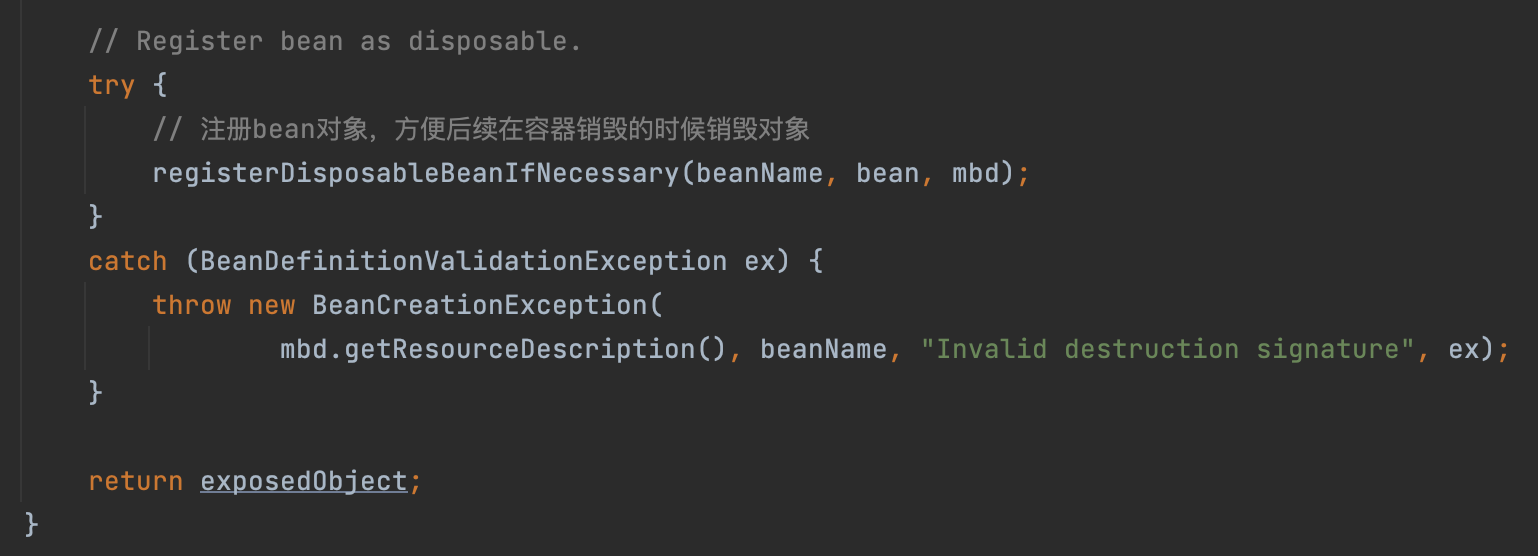 // Register bean as disposable.
try {
// 注册bean对象，方便后续在容器销毁的时候销毁对象
registerDisposableBeanIfNecessary(beanName, bean, mbd);
}
catch (BeanDefinitionValidationException ex) {
throw new BeanCreationException(
mbd.getResourceDescription(), beanName, "Invalid destruction signature", ex);
}
return exposedObject;
}